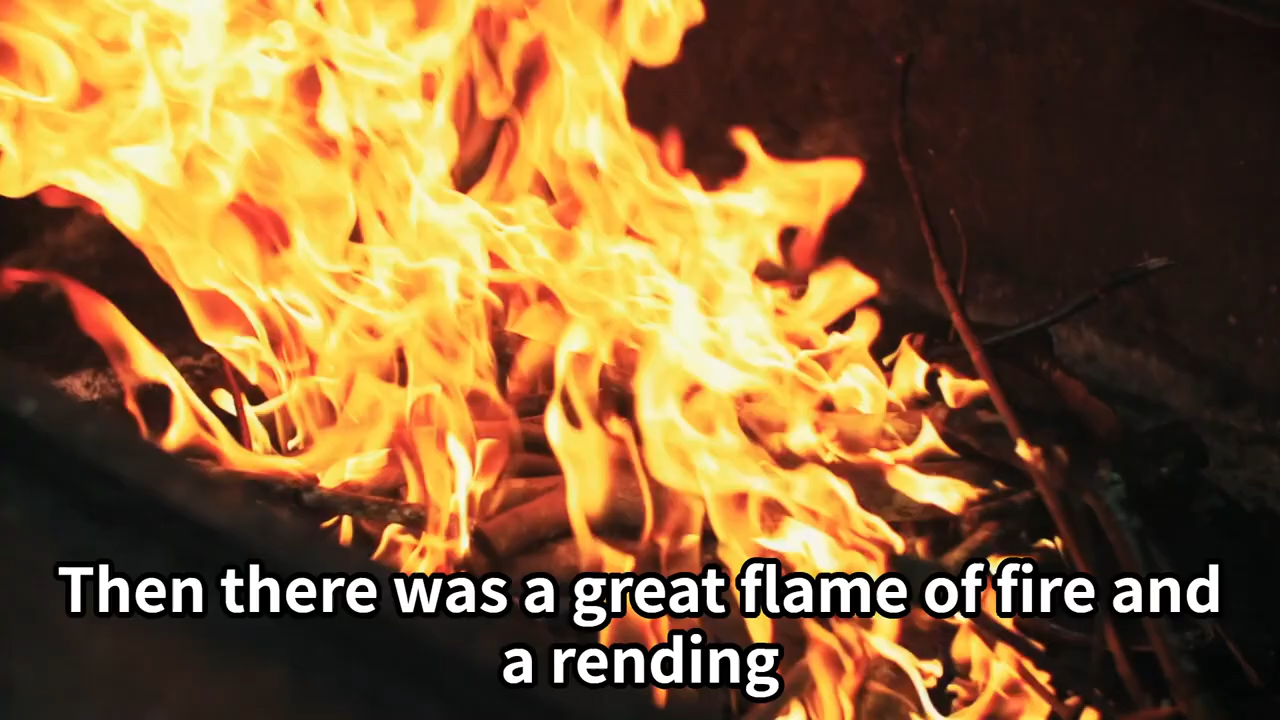 Then there was a great flame of fire and
a rending